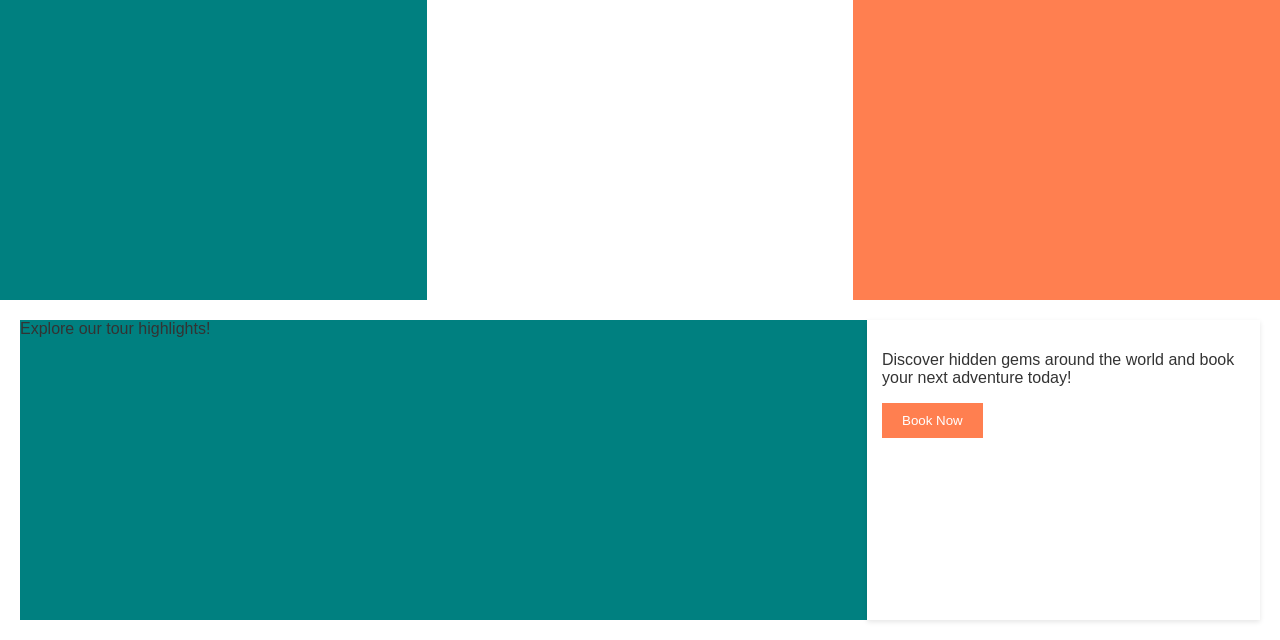 Explore our tour highlights!
Discover hidden gems around the world and book
your next adventure today!
Book Now